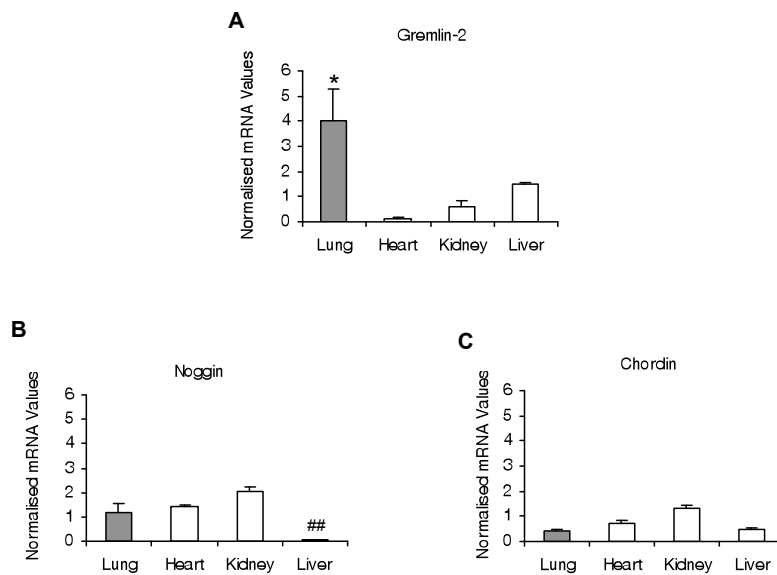 A
Gremlin-2
Normalised mRNA Values
6
5
4
3
2
1
0
*
Lung Heart Kidney Liver
B
Noggin
Normalised mRNA Values
6
5
4
3
2
1
0
##
Lung Heart Kidney Liver
C
Chordin
Normalised mRNA Values
6
5
4
3
2
1
0
Lung Heart Kidney Liver